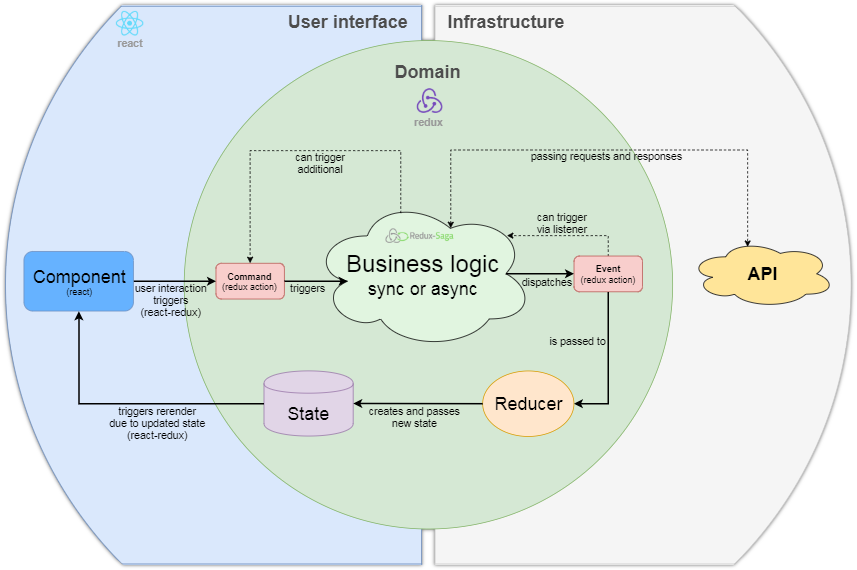 User interface
Infrastructure
react
Domain
redux
can trigger
additional
passing requests and responses
can trigger
via listener
Redux-Saga
Component
(react)
user interaction
triggers
(react-redux)
Command
(redux action)
triggers
Business logic
sync or async
dispatches
Event
(redux action)
API
is passed to
State
creates and passes
new state
Reducer
triggers rerender
due to updated state
(react-redux)